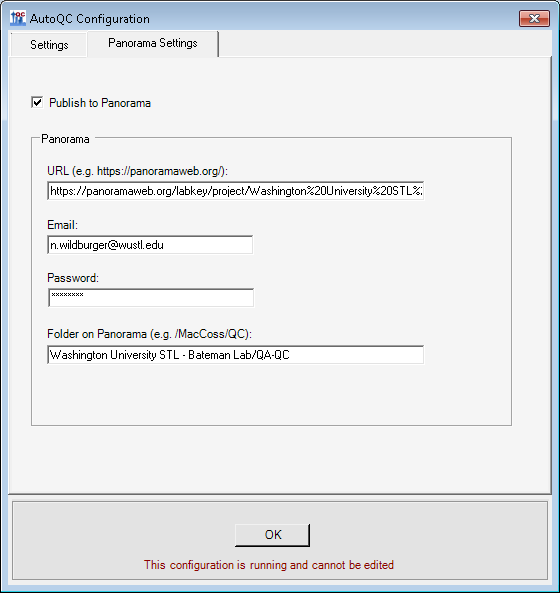 AutoQC Configuration
Settings
Panorama Settings
Publish to Panorama
Panorama
URL (e.g. https://panoramaweb.org/):
https://panoramaweb.org/labkey/project/Washington%20University%20STL%2
Email:
n.wildburger@wustl.edu
Password:
********
Folder on Panorama (e.g. /MacCoss/QC):
Washington University STL - Bateman Lab/QA-QC
OK
This configuration is running and cannot be edited